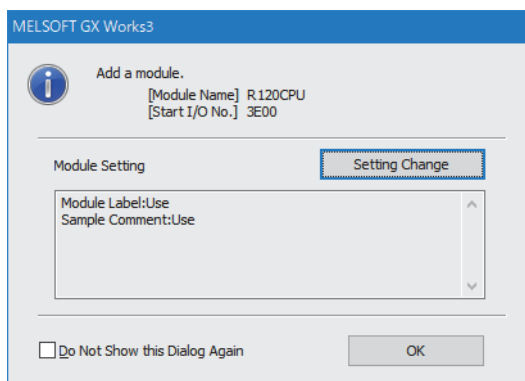 MELSOFT GX Works3
Add a module.
[Module Name] R120CPU
[Start I/O No.] 3E00
Module Setting
Setting Change
Module Label:Use
Sample Comment:Use
Do Not Show this Dialog Again
OK